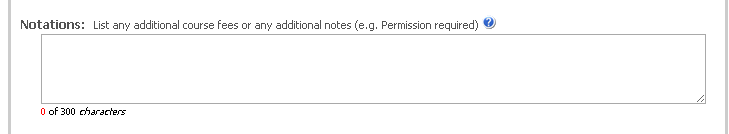 Notations: List any additional course fees or any additional notes (e.g. Permission required)
0 of 300 characters